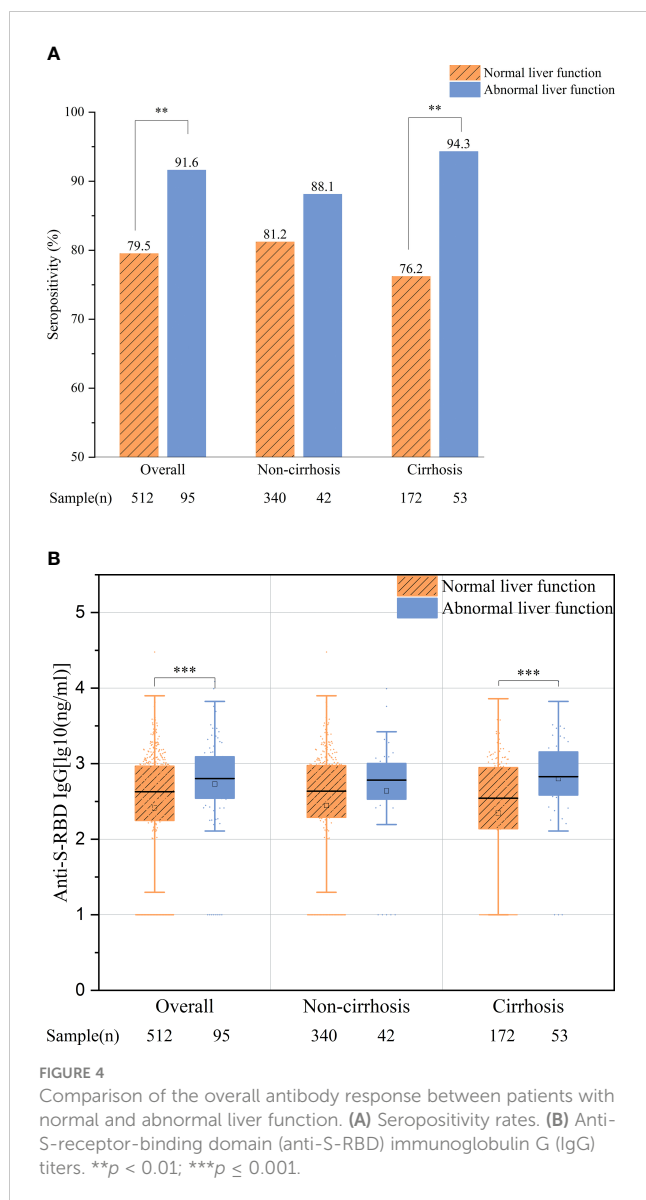 A
Normal liver function
Abnormal liver function
100
90
80
70
60
50
Seropositivity (%)
**
**
79.5
91.6
81.2
88.1
76.2
94.3
Overall Non-cirrhosis Cirrhosis
Sample(n) 512 95 340 42 172 53
B
Normal liver function
Abnormal liver function
5
4
3
2
1
0
Anti-S-RBD IgG[lg10(ng/ml)]
***
***
Overall Non-cirrhosis Cirrhosis
Sample(n) 512 95 340 42 172 53
FIGURE 4
Comparison of the overall antibody response between patients with
normal and abnormal liver function. (A) Seropositivity rates. (B) Anti-
S-receptor-binding domain (anti-S-RBD) immunoglobulin G (IgG)
titers. **p < 0.01; ***p ≤ 0.001.